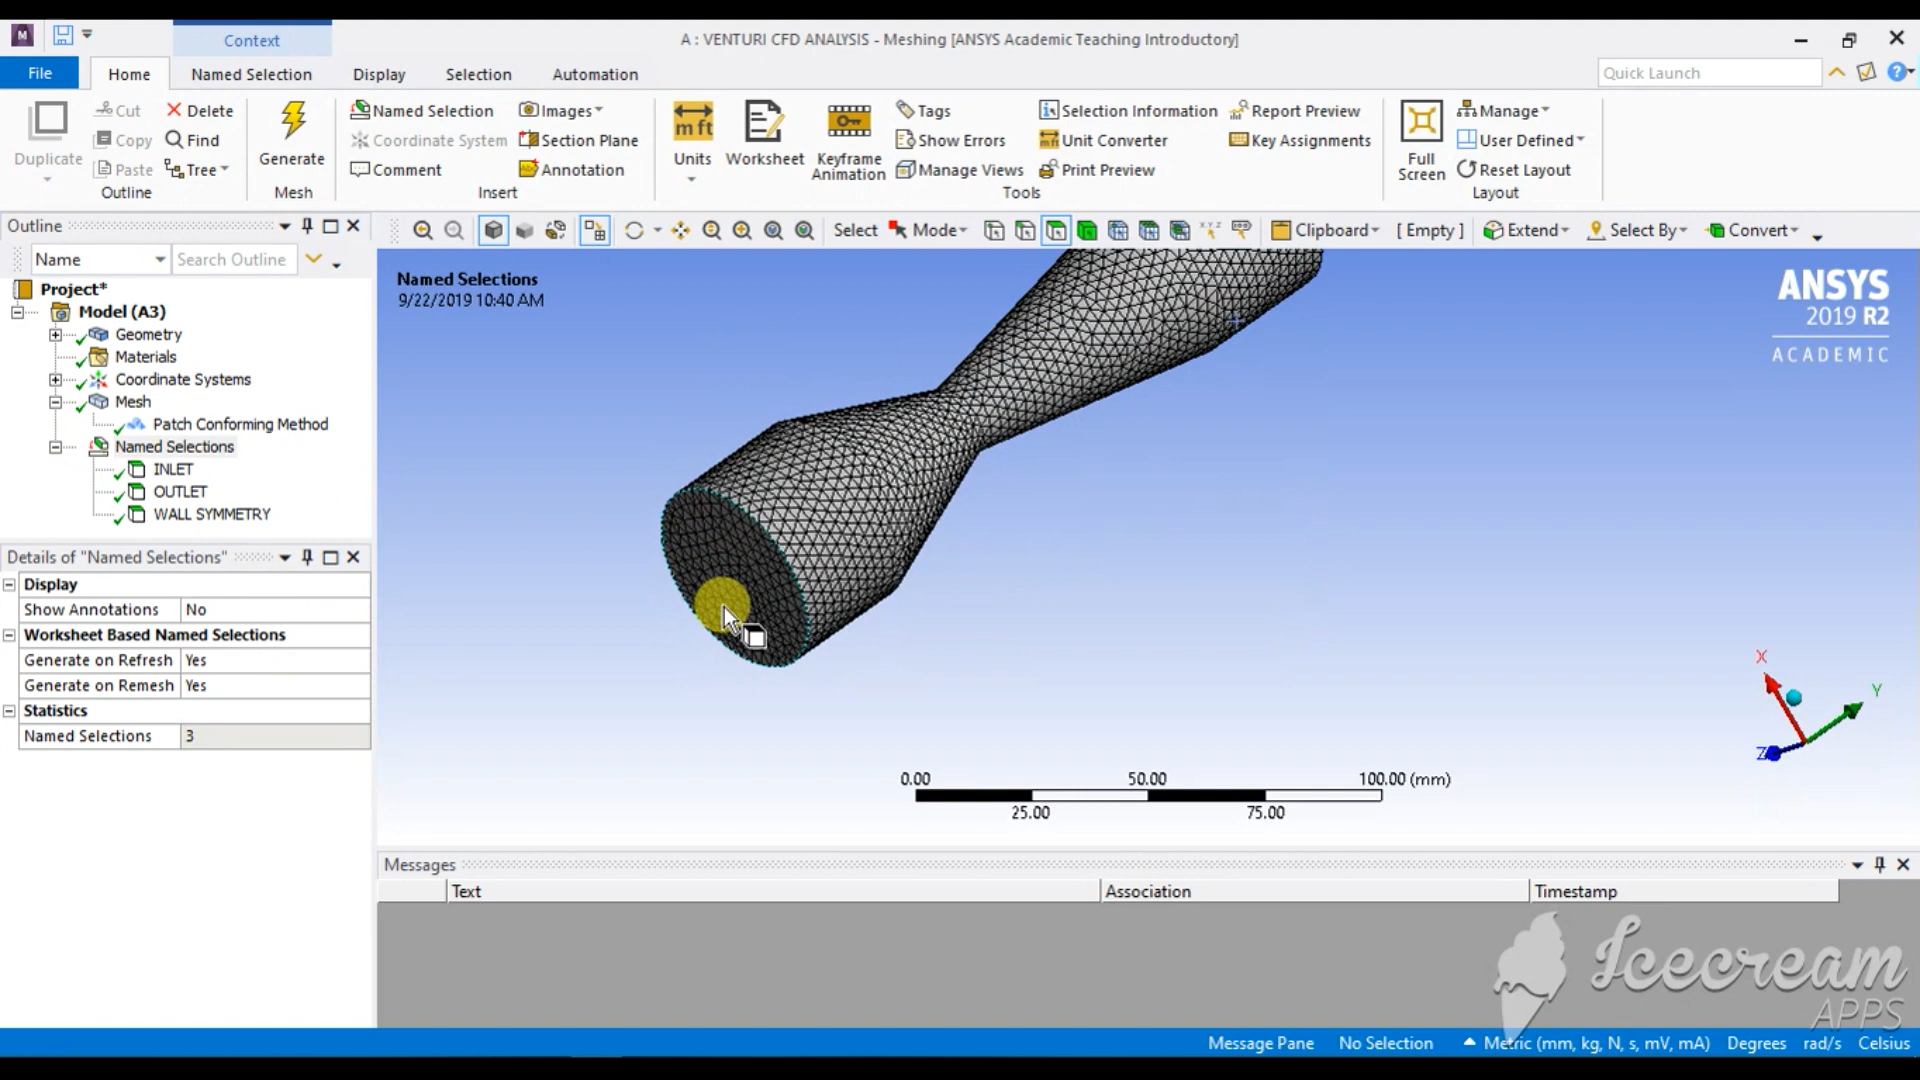 M
Context
A : VENTURI CFD ANALYSIS - Meshing [ANSYS Academic Teaching Introductory]
File Home Named Selection Display Selection Automation Quick Launch
Duplicate Cut Copy Paste Delete Find Tree
Outline
Generate
Mesh
Named Selection Images
Coordinate System Section Plane
Comment Annotation
Insert
mft
Units Worksheet Keyframe Animation
Tags Selection Information Report Preview
Show Errors Unit Converter Key Assignments
Manage Views Print Preview
Tools
Full Screen
Manage
User Defined
Reset Layout
Layout
Outline
Select Mode Clipboard [ Empty ] Extend Select By Convert
Name Search Outline
Project*
Model (A3)
Geometry
Materials
Coordinate Systems
Mesh
Patch Conforming Method
Named Selections
INLET
OUTLET
WALL SYMMETRY
Details of "Named Selections"
Display
Show Annotations No
Worksheet Based Named Selections
Generate on Refresh Yes
Generate on Remesh Yes
Statistics
Named Selections 3
Named Selections
9/22/2019 10:40 AM
ANSYS
2019 R2
ACADEMIC
X
Y
Z
0.00 50.00 100.00 (mm)
25.00 75.00
Messages
Text Association Timestamp
Icecream
APPS
Message Pane No Selection Metric (mm, kg, N, s, mV, mA) Degrees rad/s Celsius